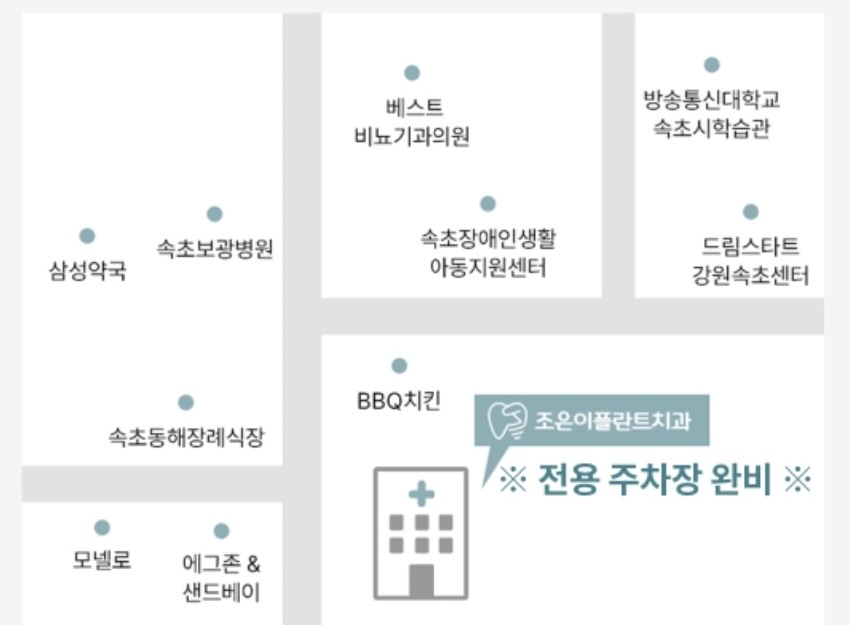 베스트
비뇨기과의원
방송통신대학교
속초시학습관
속초장애인생활
아동지원센터
드림스타트
강원속초센터
삼성약국
속초보광병원
속초동해장례식장
BBQ치킨
조은이플란트치과
※ 전용 주차장 완비 ※
모넬로
에그존 &
샌드베이